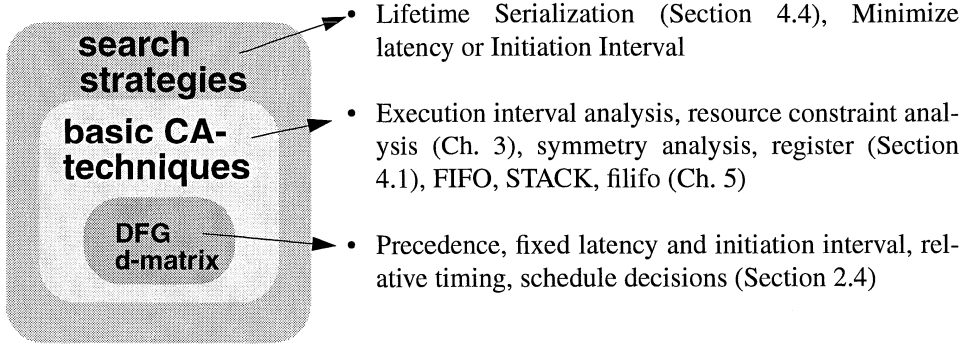 search
strategies
basic CA-
techniques
DFG
d-matrix
• Lifetime Serialization (Section 4.4), Minimize
latency or Initiation Interval
• Execution interval analysis, resource constraint anal-
ysis (Ch. 3), symmetry analysis, register (Section
4.1), FIFO, STACK, filifo (Ch. 5)
• Precedence, fixed latency and initiation interval, rel-
ative timing, schedule decisions (Section 2.4)